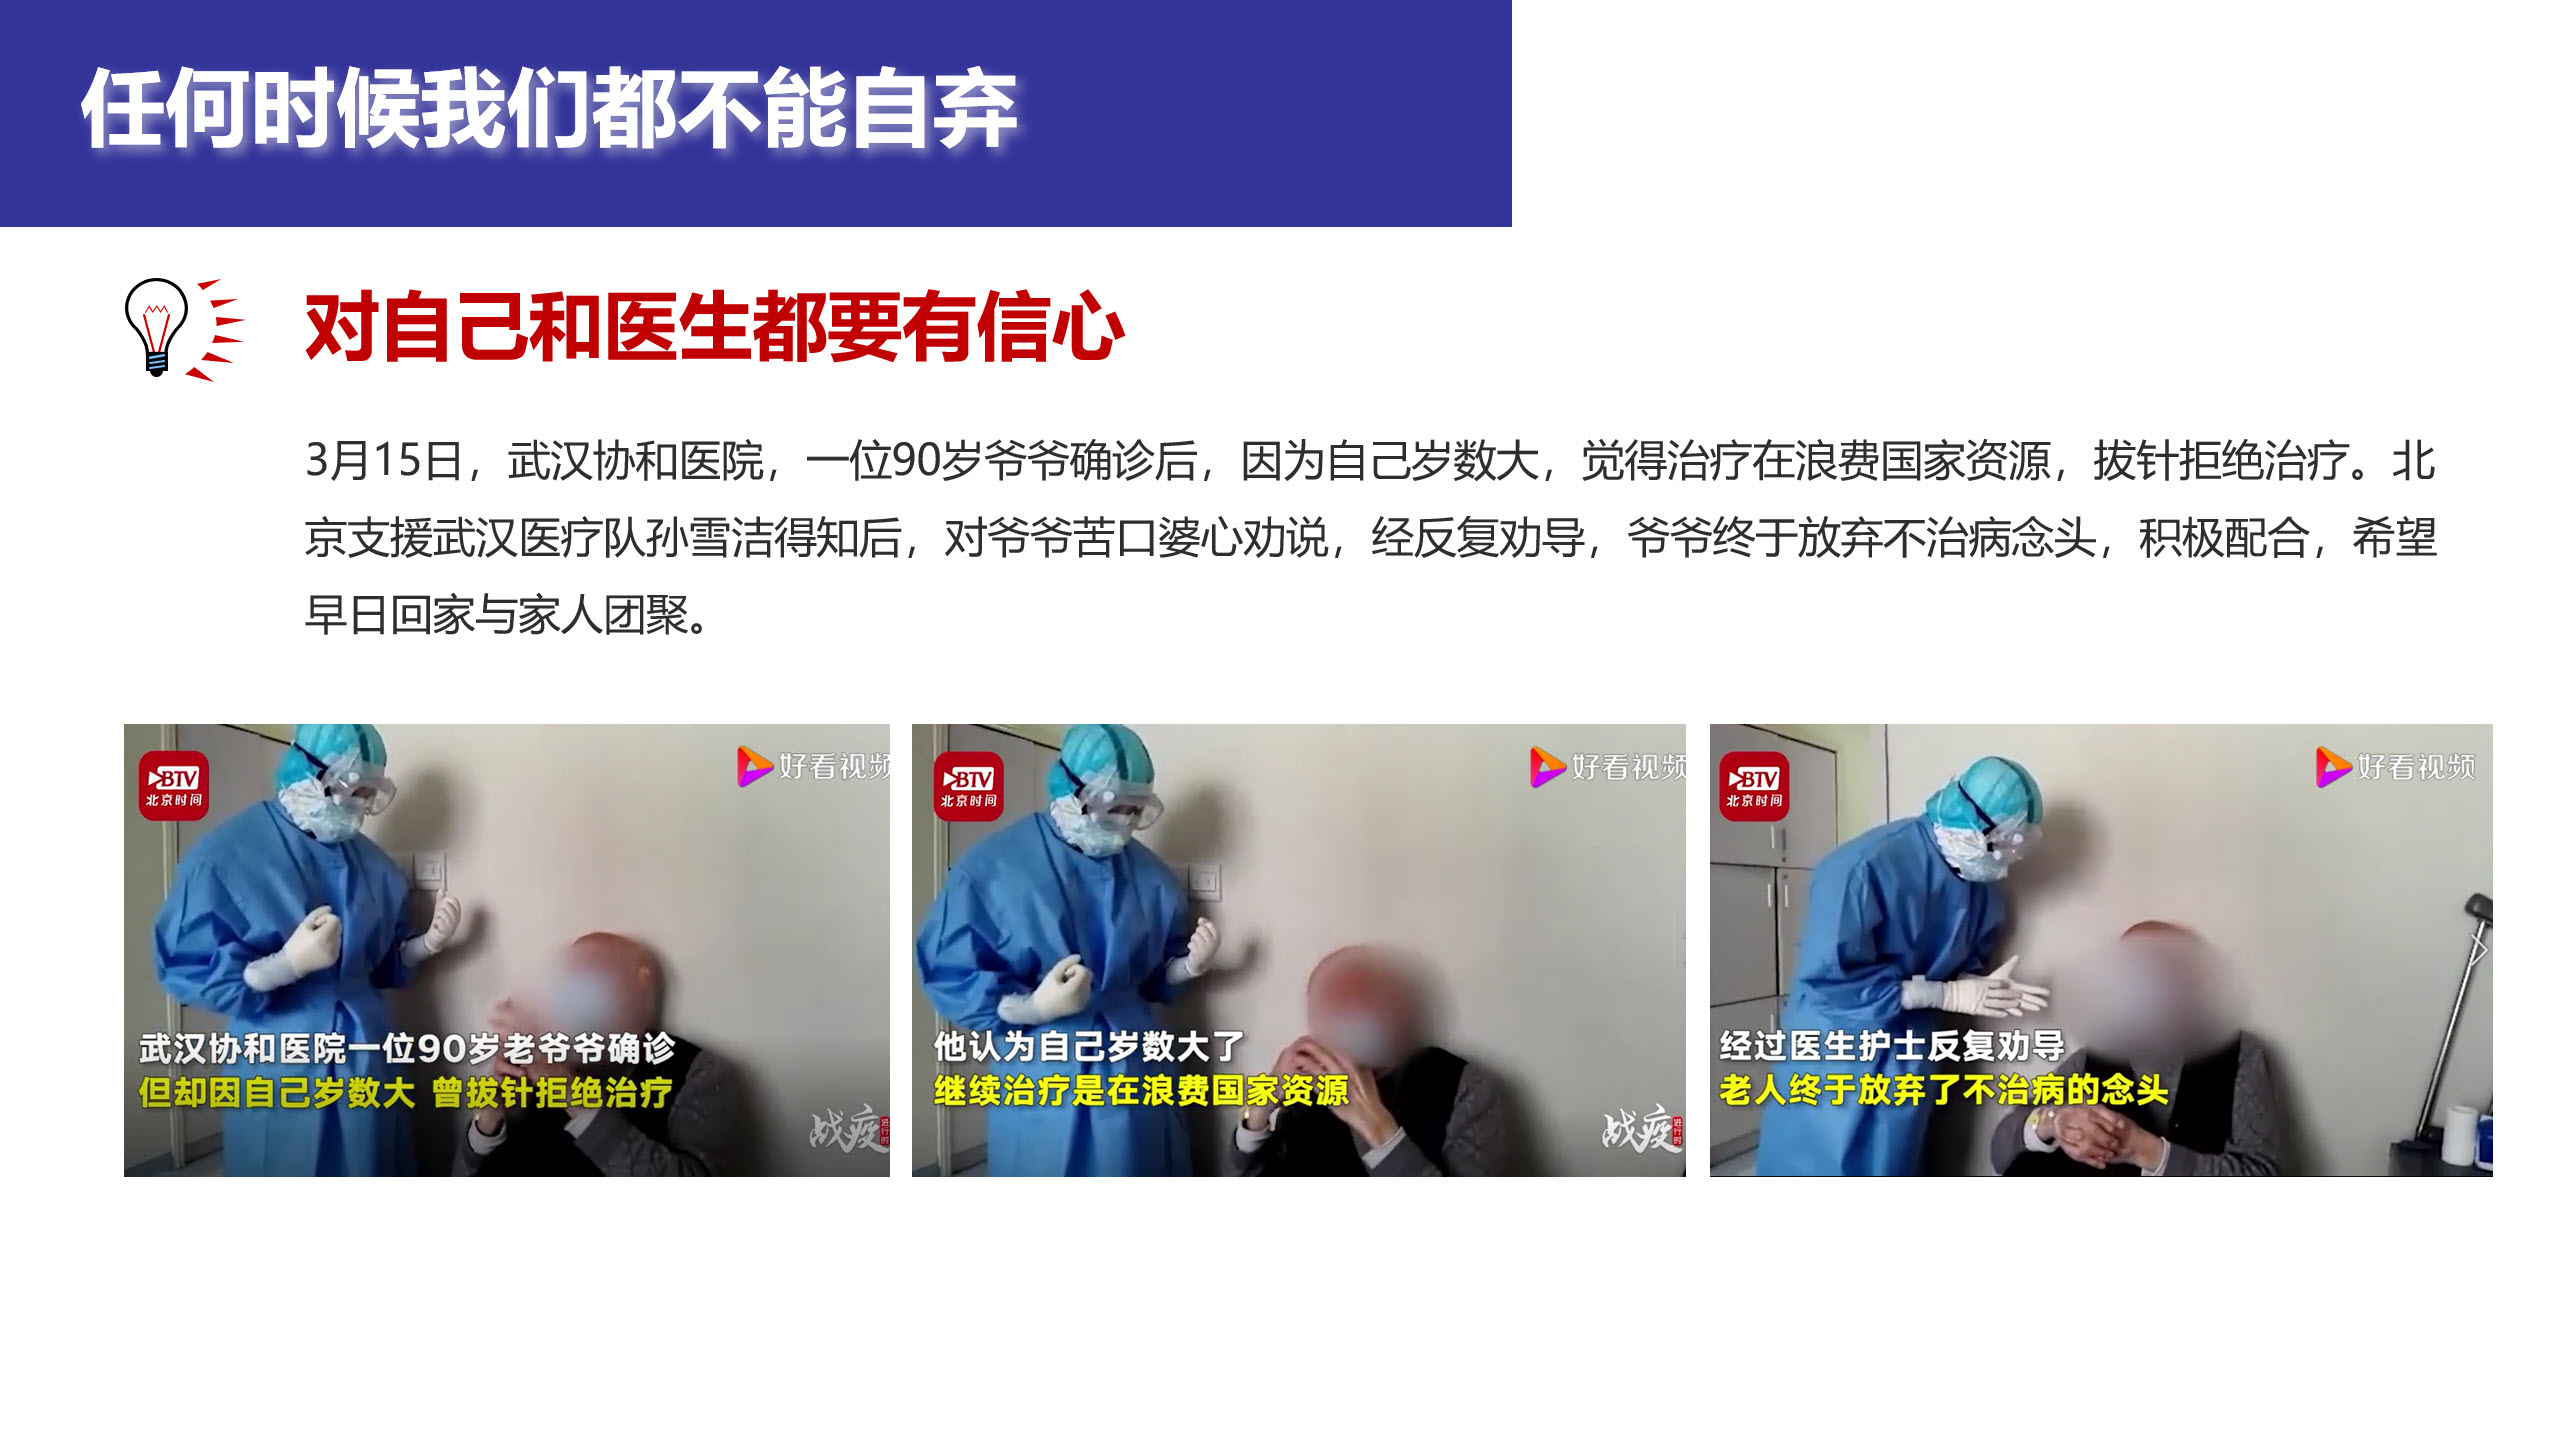 任何时候我们都不能自弃
对自己和医生都要有信心
3月15日，武汉协和医院，一位90岁爷爷确诊后，因为自己岁数大，觉得治疗在浪费国家资源，拔针拒绝治疗。北
京支援武汉医疗队孙雪洁得知后，对爷爷苦口婆心劝说，经反复劝导，爷爷终于放弃不治病念头，积极配合，希望
早日回家与家人团聚。
BTV
北京时间
好看视频
武汉协和医院一位90岁老爷爷确诊
但却因自己岁数大 曾拔针拒绝治疗
战疫
进行时
BTV
北京时间
好看视频
他认为自己岁数大了
继续治疗是在浪费国家资源
战疫
进行时
BTV
北京时间
好看视频
经过医生护士反复劝导
老人终于放弃了不治病的念头